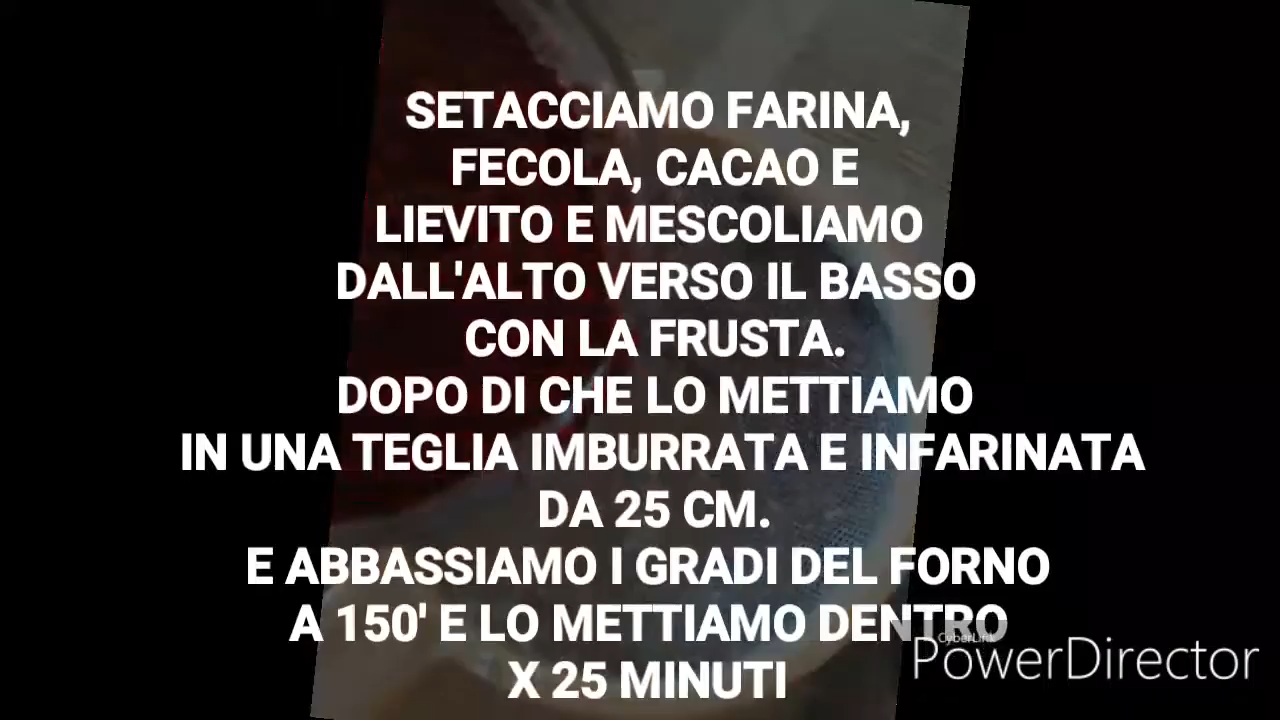 SETACCIAMO FARINA,
FECOLA, CACAO E
LIEVITO E MESCOLIAMO
DALL'ALTO VERSO IL BASSO
CON LA FRUSTA.
DOPO DI CHE LO METTIAMO
IN UNA TEGLIA IMBURRATA E INFARINATA
DA 25 CM.
E ABBASSIAMO I GRADI DEL FORNO
A 150' E LO METTIAMO DENTRO
X 25 MINUTI
CyberLink
PowerDirector